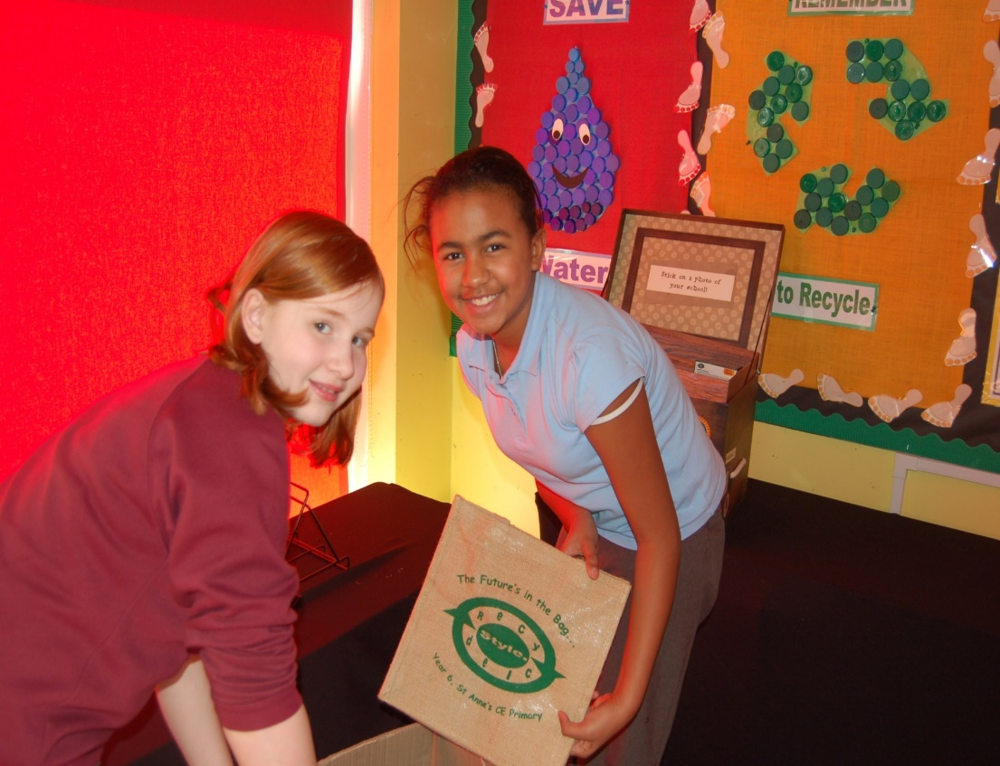 SAVE
REMEMBER
Water
to Recycle
Stick on a photo of
your school!
The Future's in the Bag...
Recycled
Style.
Year 6, St Anne's CE Primary